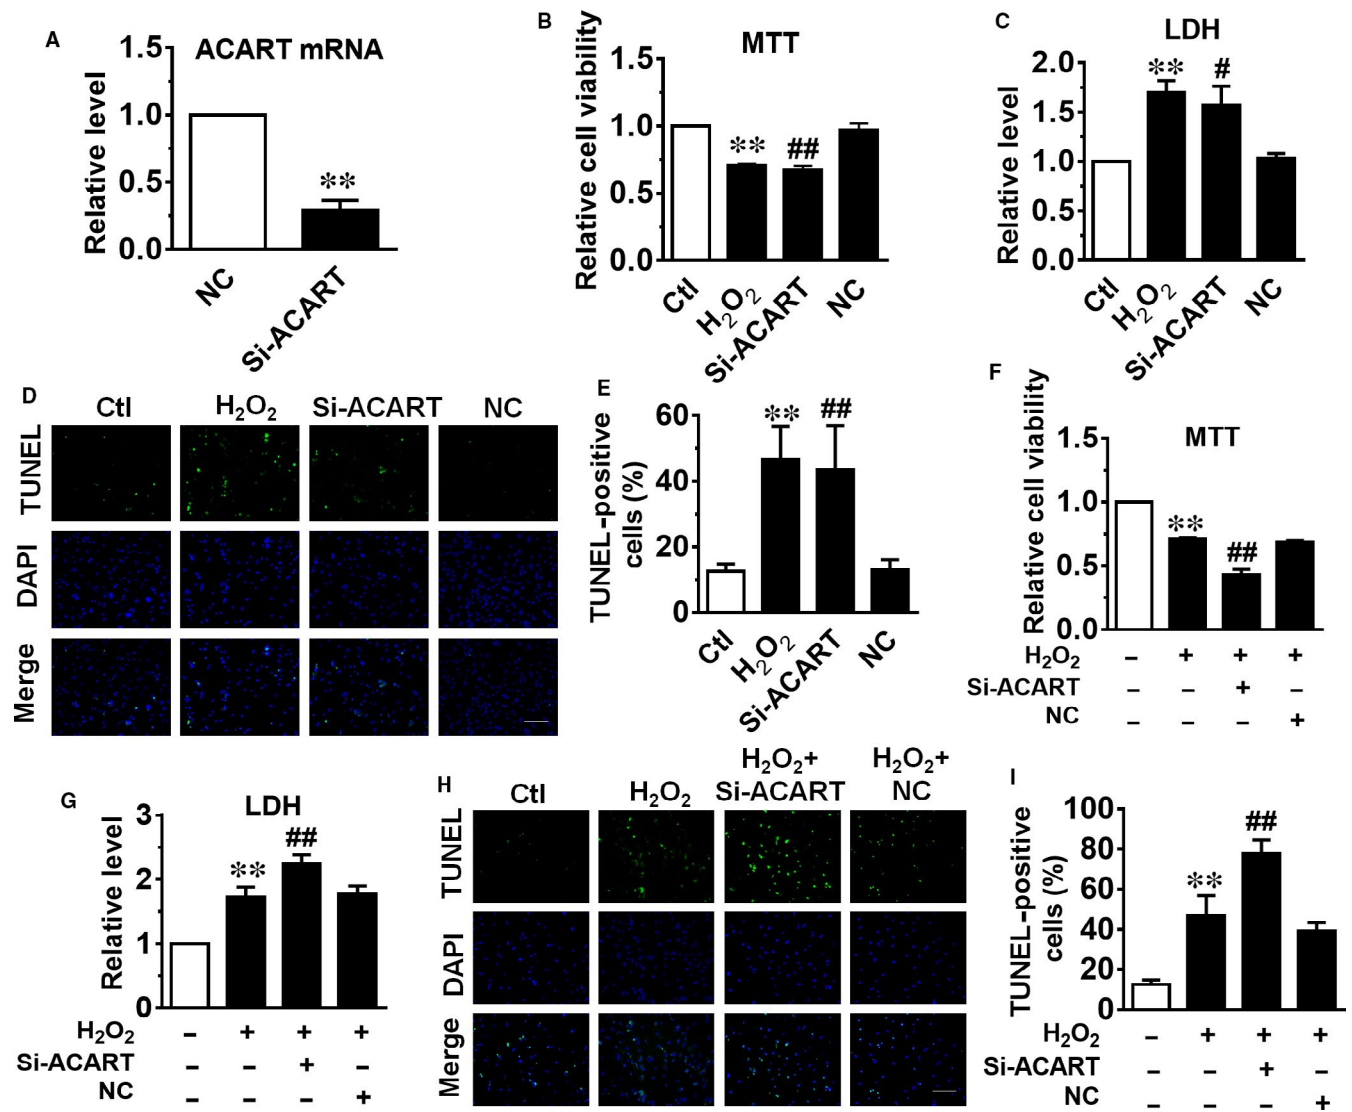 A
ACART mRNA
Relative level
1.5
1.0
0.5
0.0
**
NC
Si-ACART
B
MTT
Relative cell viability
1.5
1.0
0.5
0.0
**
##
Ctl
H₂O₂
Si-ACART
NC
C
LDH
Relative level
2.0
1.5
1.0
0.5
0.0
**
#
Ctl
H₂O₂
Si-ACART
NC
D
Ctl H₂O₂ Si-ACART NC
TUNEL
DAPI
Merge
E
TUNEL-positive
cells (%)
60
40
20
0
**
##
Ctl
H₂O₂
Si-ACART
NC
F
MTT
Relative cell viability
1.5
1.0
0.5
0.0
**
##
H₂O₂ – + + +
Si-ACART – – + –
NC – – – +
G
LDH
Relative level
3
2
1
0
**
##
H₂O₂ – + + +
Si-ACART – – + –
NC – – – +
H
Ctl
H₂O₂
H₂O₂+
Si-ACART
H₂O₂+
NC
TUNEL
DAPI
Merge
I
TUNEL-positive
cells (%)
100
80
60
40
20
0
**
##
H₂O₂ – + + +
Si-ACART – – + –
NC – – – +